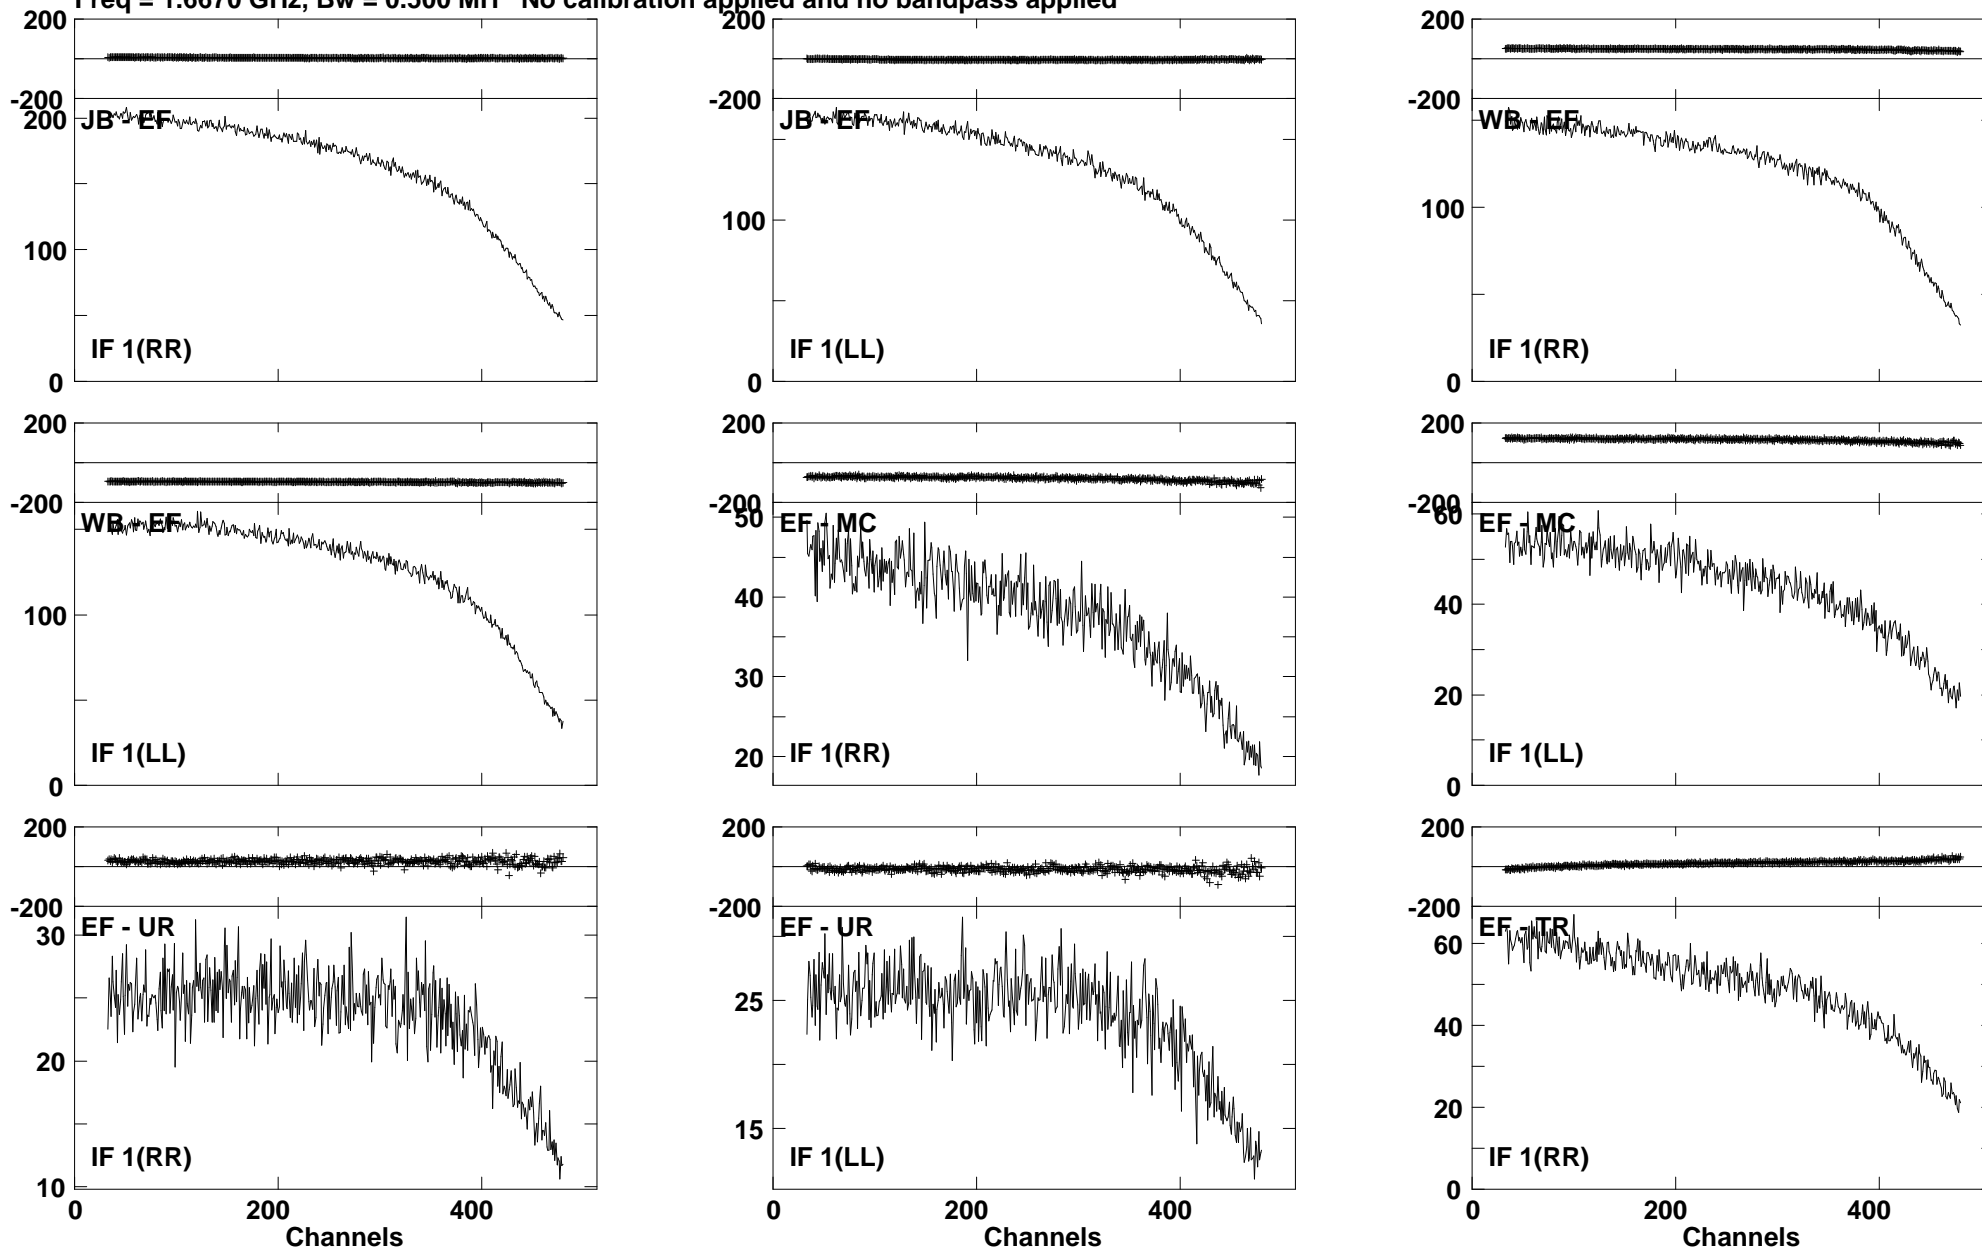 Freq = 1.6670 GHz, Bw = 0.500 MH No calibration applied and no bandpass applied
200
-200
200
100
0
JB - EF
IF 1(RR)
200
-200
100
0
JB - EF
IF 1(LL)
200
-200
100
0
WB - EF
IF 1(RR)
200
-200
100
0
WB - EF
IF 1(LL)
200
-200
50
40
30
20
EF - MC
IF 1(RR)
200
-200
60
40
20
0
EF - MC
IF 1(LL)
200
-200
30
20
10
EF - UR
IF 1(RR)
0 200 400
Channels
200
-200
25
15
EF - UR
IF 1(LL)
0 200 400
Channels
200
-200
60
40
20
0
EF - TR
IF 1(RR)
0 200 400
Channels